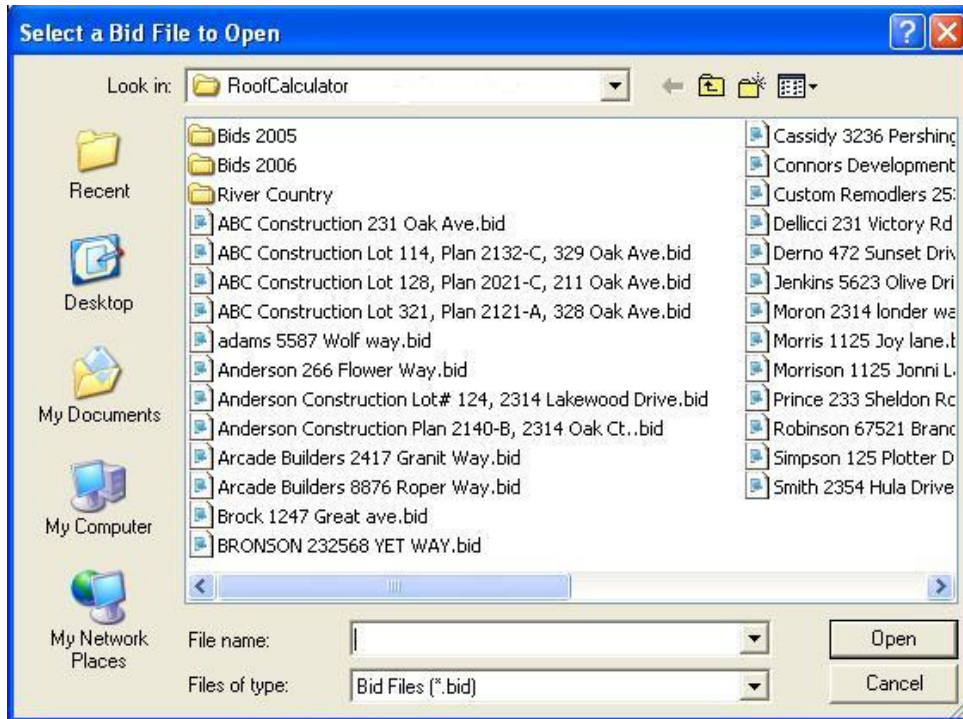 Select a Bid File to Open
Look in: RoofCalculator
Recent
Desktop
My Documents
My Computer
My Network
Places
Bids 2005
Bids 2006
River Country
ABC Construction 231 Oak Ave.bid
ABC Construction Lot 114, Plan 2132-C, 329 Oak Ave.bid
ABC Construction Lot 128, Plan 2021-C, 211 Oak Ave.bid
ABC Construction Lot 321, Plan 2121-A, 328 Oak Ave.bid
adams 5587 Wolf way.bid
Anderson 266 Flower Way.bid
Anderson Construction Lot# 124, 2314 Lakewood Drive.bid
Anderson Construction Plan 2140-B, 2314 Oak Ct..bid
Arcade Builders 2417 Granit Way.bid
Arcade Builders 8876 Roper Way.bid
Brock 1247 Great ave.bid
BRONSON 232568 YET WAY.bid
Cassidy 3236 Pershing
Connors Development
Custom Remodlers 25
Dellicci 231 Victory Rd
Derno 472 Sunset Driv
Jenkins 5623 Olive Dri
Moron 2314 londer wa
Morris 1125 Joy lane.b
Morrison 1125 Jonni L
Prince 233 Sheldon Ro
Robinson 67521 Branc
Simpson 125 Plotter D
Smith 2354 Hula Drive
File name:
Open
Files of type: Bid Files (*.bid)
Cancel